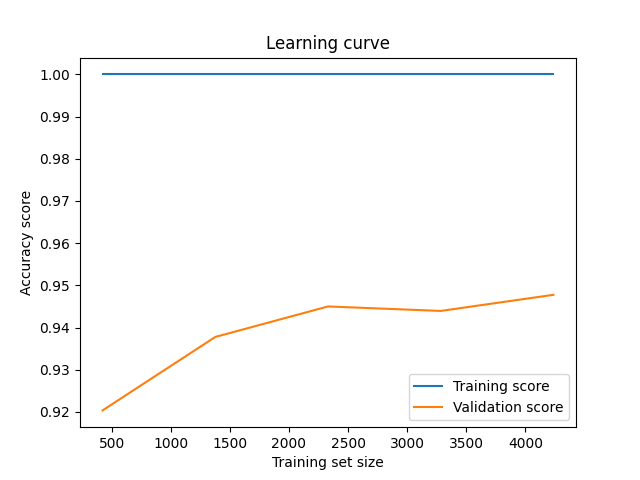 Learning curve
1.00
0.99
0.98
0.97
0.96
0.95
0.94
0.93
0.92
Accuracy score
Training score
Validation score
500 1000 1500 2000 2500 3000 3500 4000
Training set size